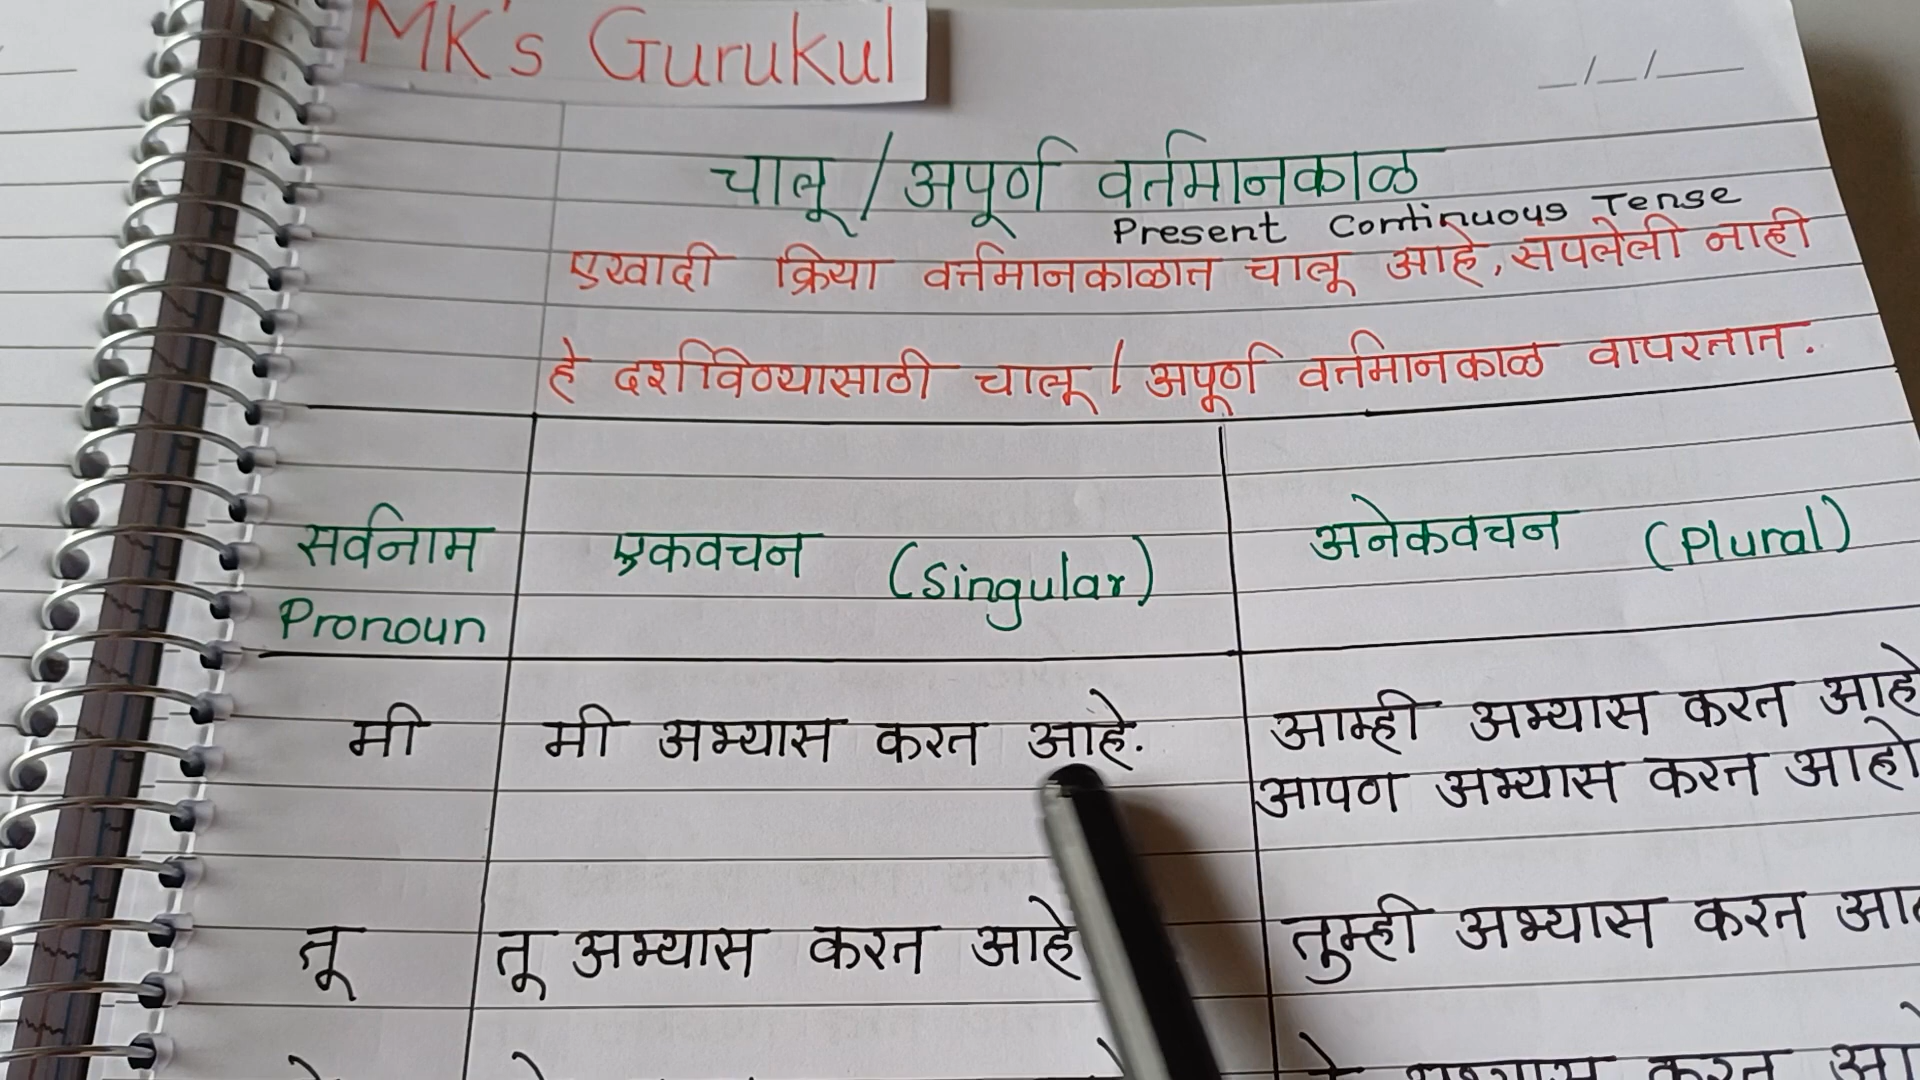 MK's Gurukul
चालू / अपूर्ण वर्तमानकाळ
Present Continuous Tense
एखादी क्रिया वर्तमानकाळात चालू आहे, संपलेली नाही
हे दर्शविण्यासाठी चालू / अपूर्ण वर्तमानकाळ वापरतात.
सर्वनाम एकवचन (Singular) अनेकवचन (Plural)
Pronoun
मी मी अभ्यास करत आहे. आम्ही अभ्यास करत
आपण अभ्यास करत आहो
तू तू अभ्यास करत तुम्ही अभ्यास करत